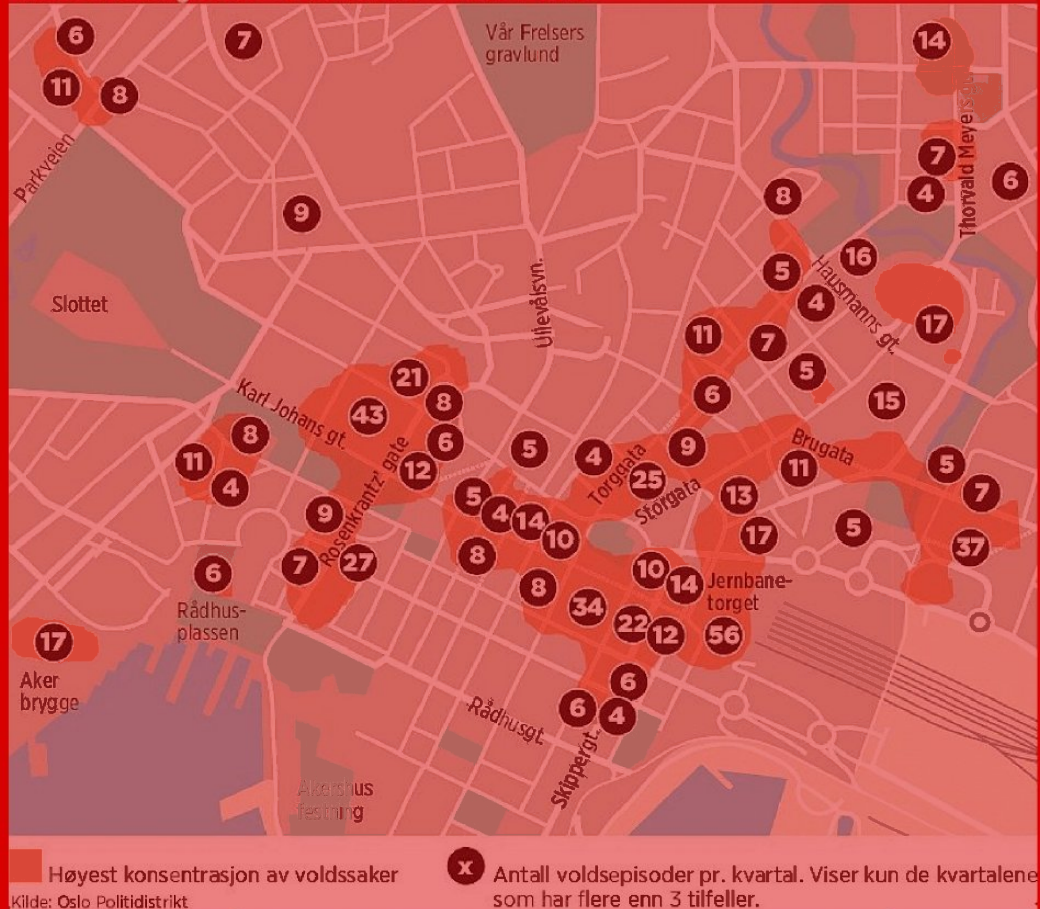 6
7
Vår Frelsers
gravlund
14
11
8
Parkveien
Thorvald Meyers
7
4
6
9
8
16
5
Hausmanns gt.
4
Slottet
Ullevålsvn.
17
11
7
21
5
Karl Johans gt.
43
8
6
15
8
6
5
4
9
Brugata
11
12
Torggata
25
11
5
4
Rosenkrantz' gate
Storgata
13
7
5
4
14
9
10
17
5
8
37
7
27
6
10
14
Jernbane-
torget
8
34
Rådhus-
plassen
22
12
56
17
Aker
brygge
6
6
4
Rådhusgt.
Skippergt.
Akershus
festning
Høyest konsentrasjon av voldssaker
x Antall voldsepisoder pr. kvartal. Viser kun de kvartalene
som har flere enn 3 tilfeller.
Kilde: Oslo Politidistrikt